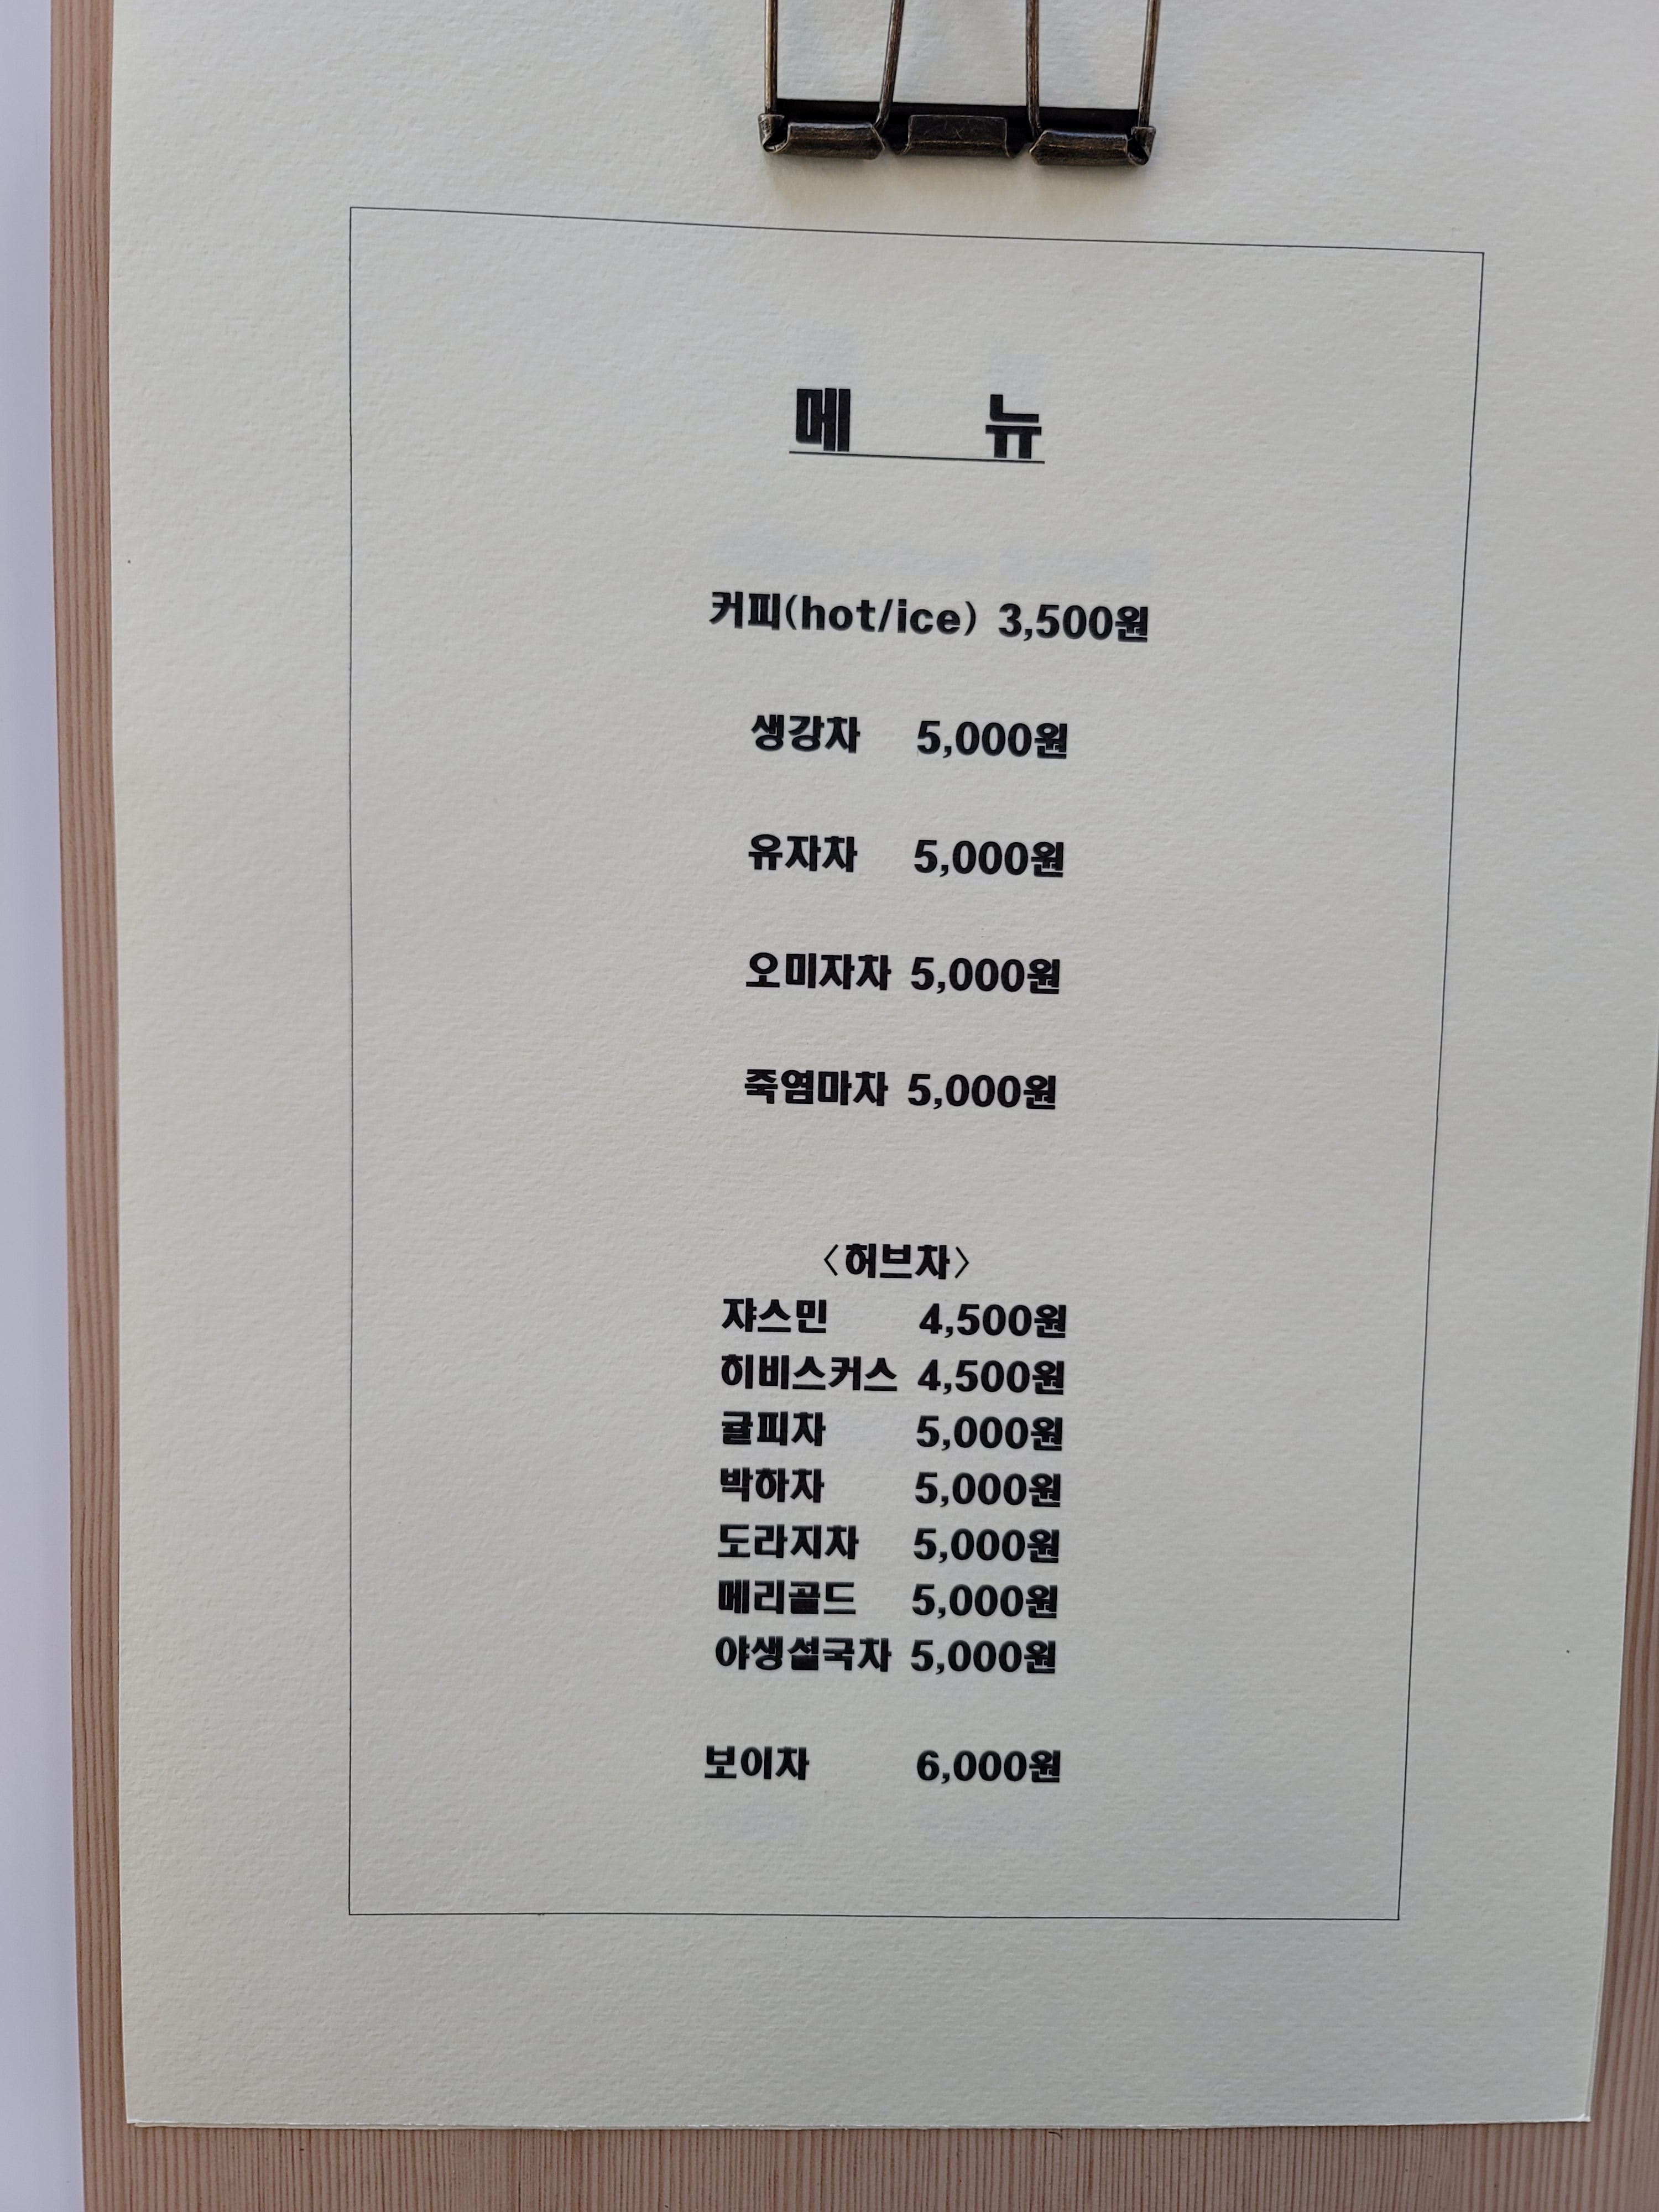 메 뉴
커피(hot/ice) 3,500원
생강차 5,000원
유자차 5,000원
오미자차 5,000원
죽염마차 5,000원
〈허브차〉
쟈스민 4,500원
히비스커스 4,500원
귤피차 5,000원
박하차 5,000원
도라지차 5,000원
메리골드 5,000원
야생설국차 5,000원
보이차 6,000원